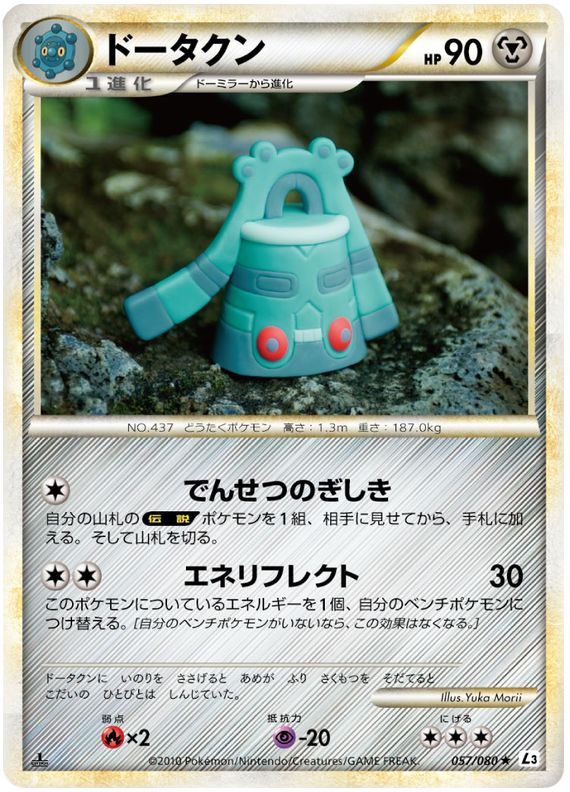 ドータクン
HP90
1進化
ドーミラーから進化
NO.437 どうたくポケモン 高さ:1.3m 重さ:187.0kg
でんせつのぎしき
自分の山札の伝説ポケモンを1組、相手に見せてから、手札に加
える。そして山札を切る。
エネリフレクト 30
このポケモンについているエネルギーを1個、自分のベンチポケモンに
つけ替える。[自分のベンチポケモンがいないなら、この効果はなくなる。]
ドータクンに いのりを ささげると あめが ふり さくもつを そだてると
こだいの ひとびとは しんじていた。
Illus.Yuka Morii
弱点 抵抗力 にげる
×2 -20
1
©2010 Pokémon/Nintendo/Creatures/GAME FREAK. 057/080★ L3